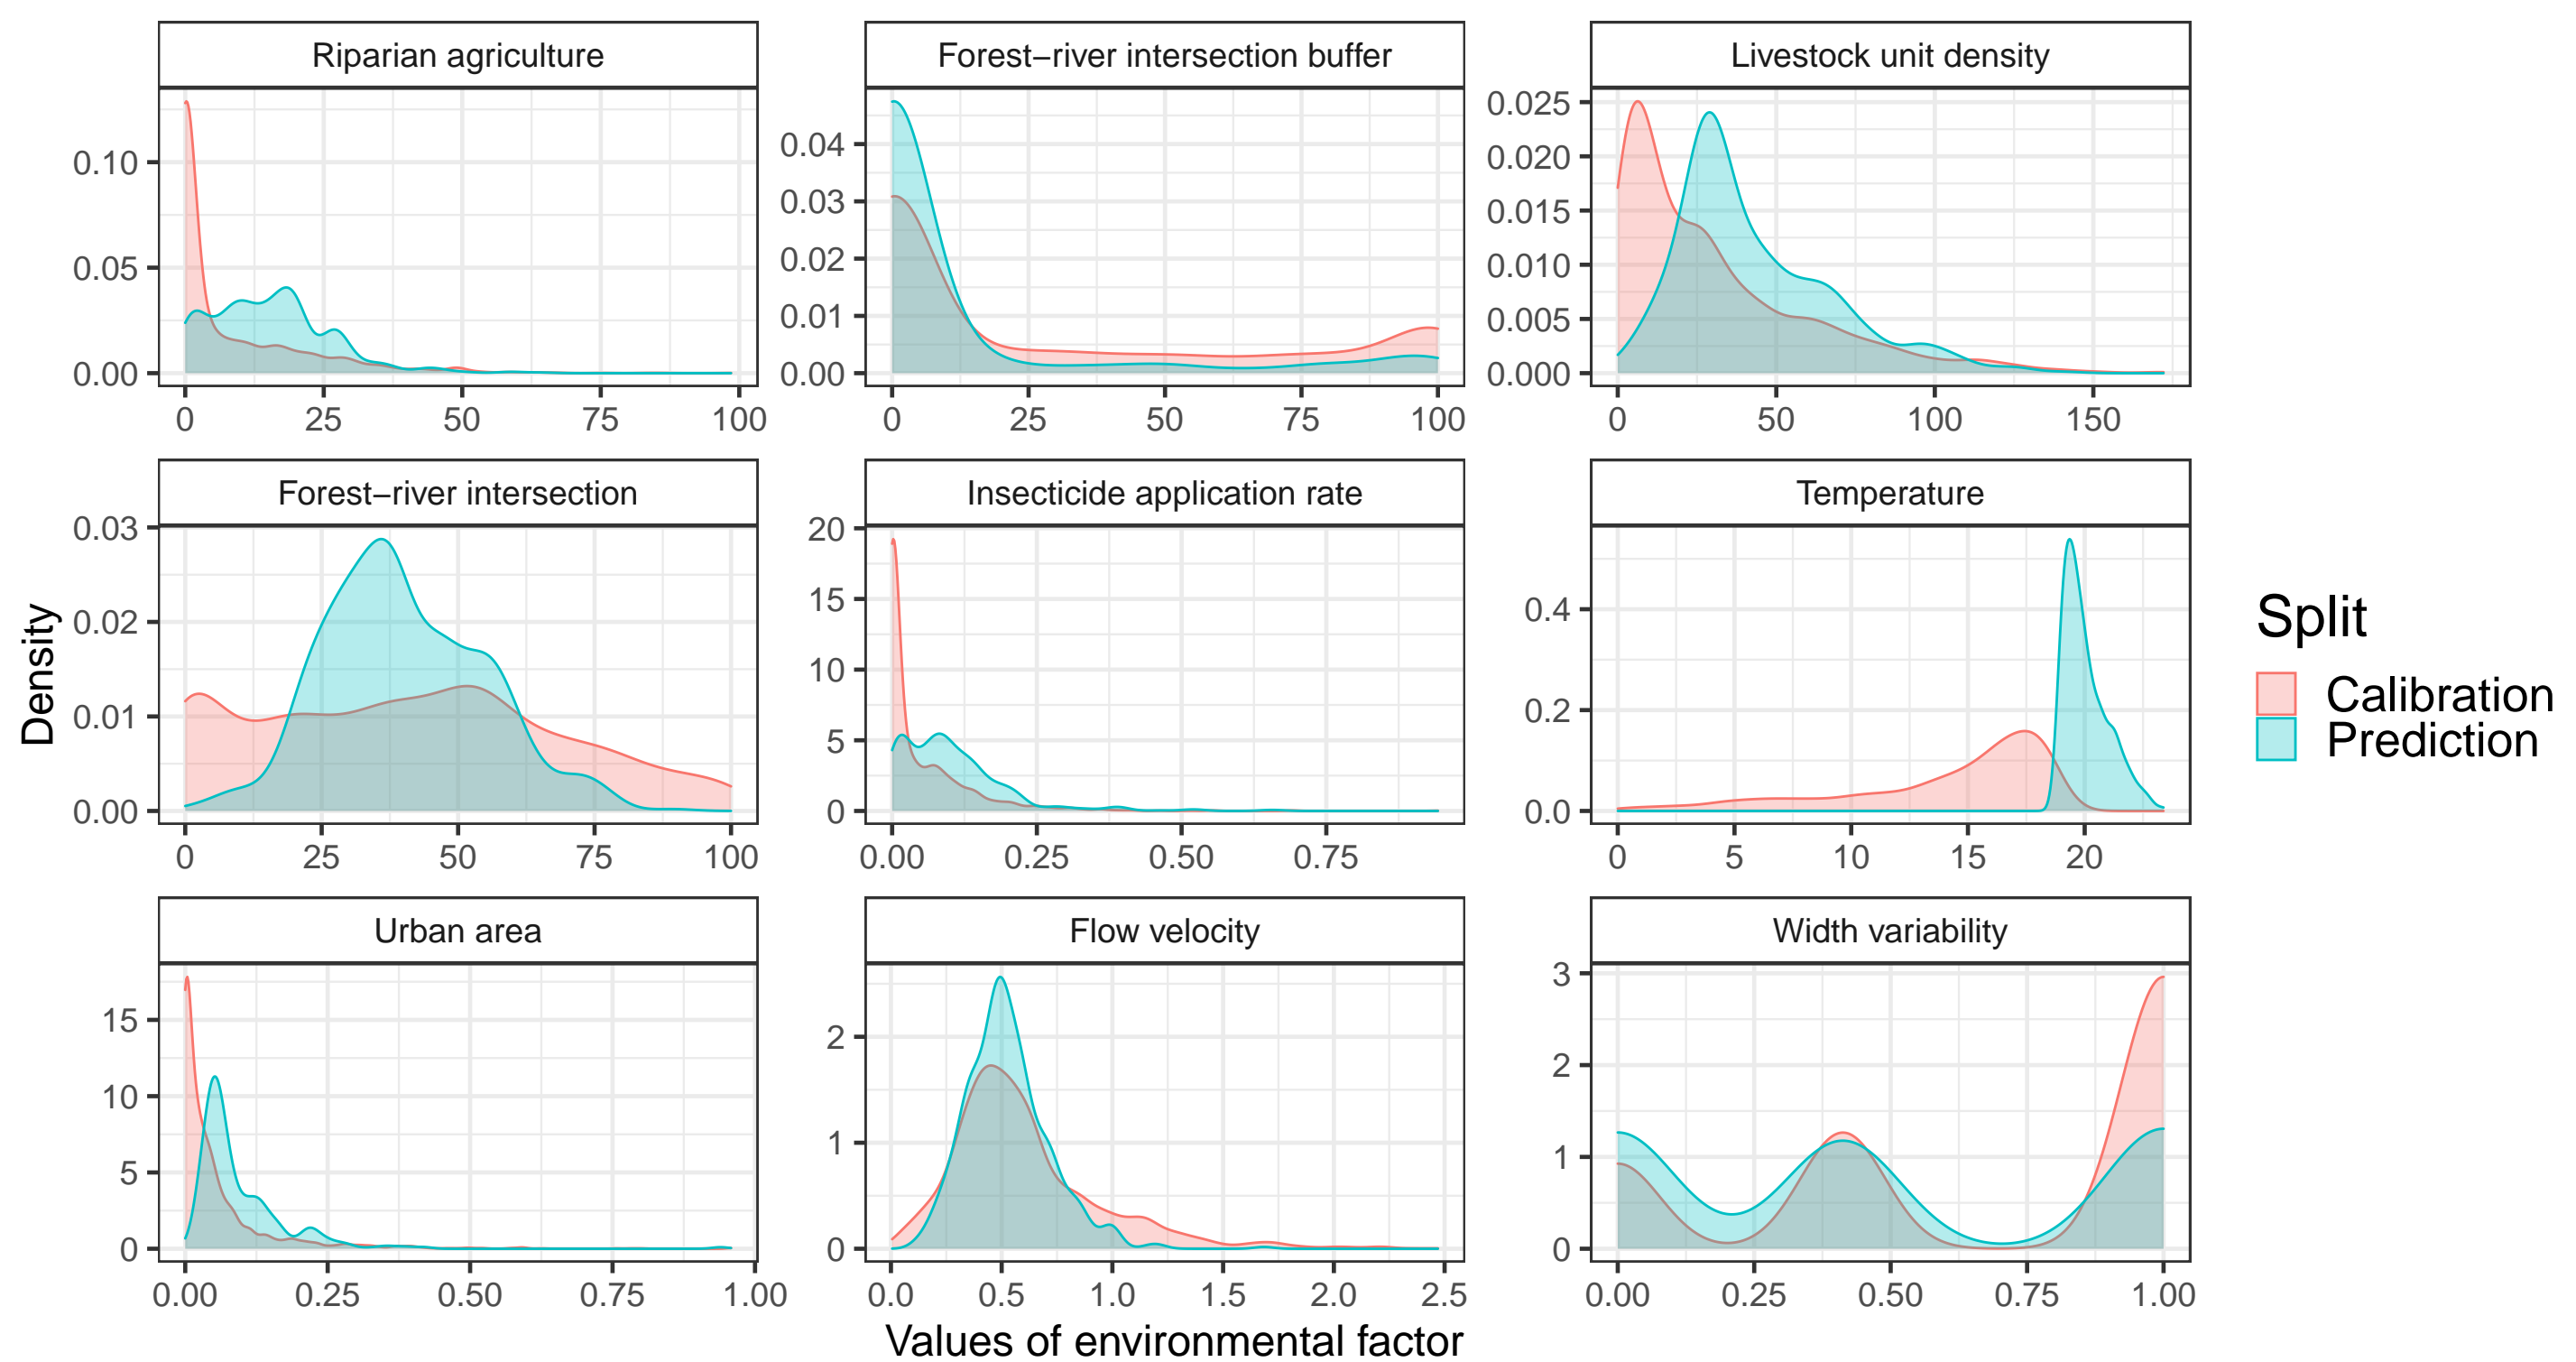 Riparian agriculture
Forest−river intersection buffer
Livestock unit density
0.10
0.05
0.00
0 25 50 75 100
0.04
0.03
0.02
0.01
0.00
0 25 50 75 100
0.025
0.020
0.015
0.010
0.005
0.000
0 50 100 150
Forest−river intersection
Insecticide application rate
Temperature
0.03
0.02
0.01
0.00
0 25 50 75 100
20
15
10
5
0
0.00 0.25 0.50 0.75
0.4
0.2
0.0
0 5 10 15 20
Urban area
Flow velocity
Width variability
15
10
5
0
0.00 0.25 0.50 0.75 1.00
2
1
0
0.0 0.5 1.0 1.5 2.0 2.5
3
2
1
0
0.00 0.25 0.50 0.75 1.00
Density
Values of environmental factor
Split
Calibration
Prediction